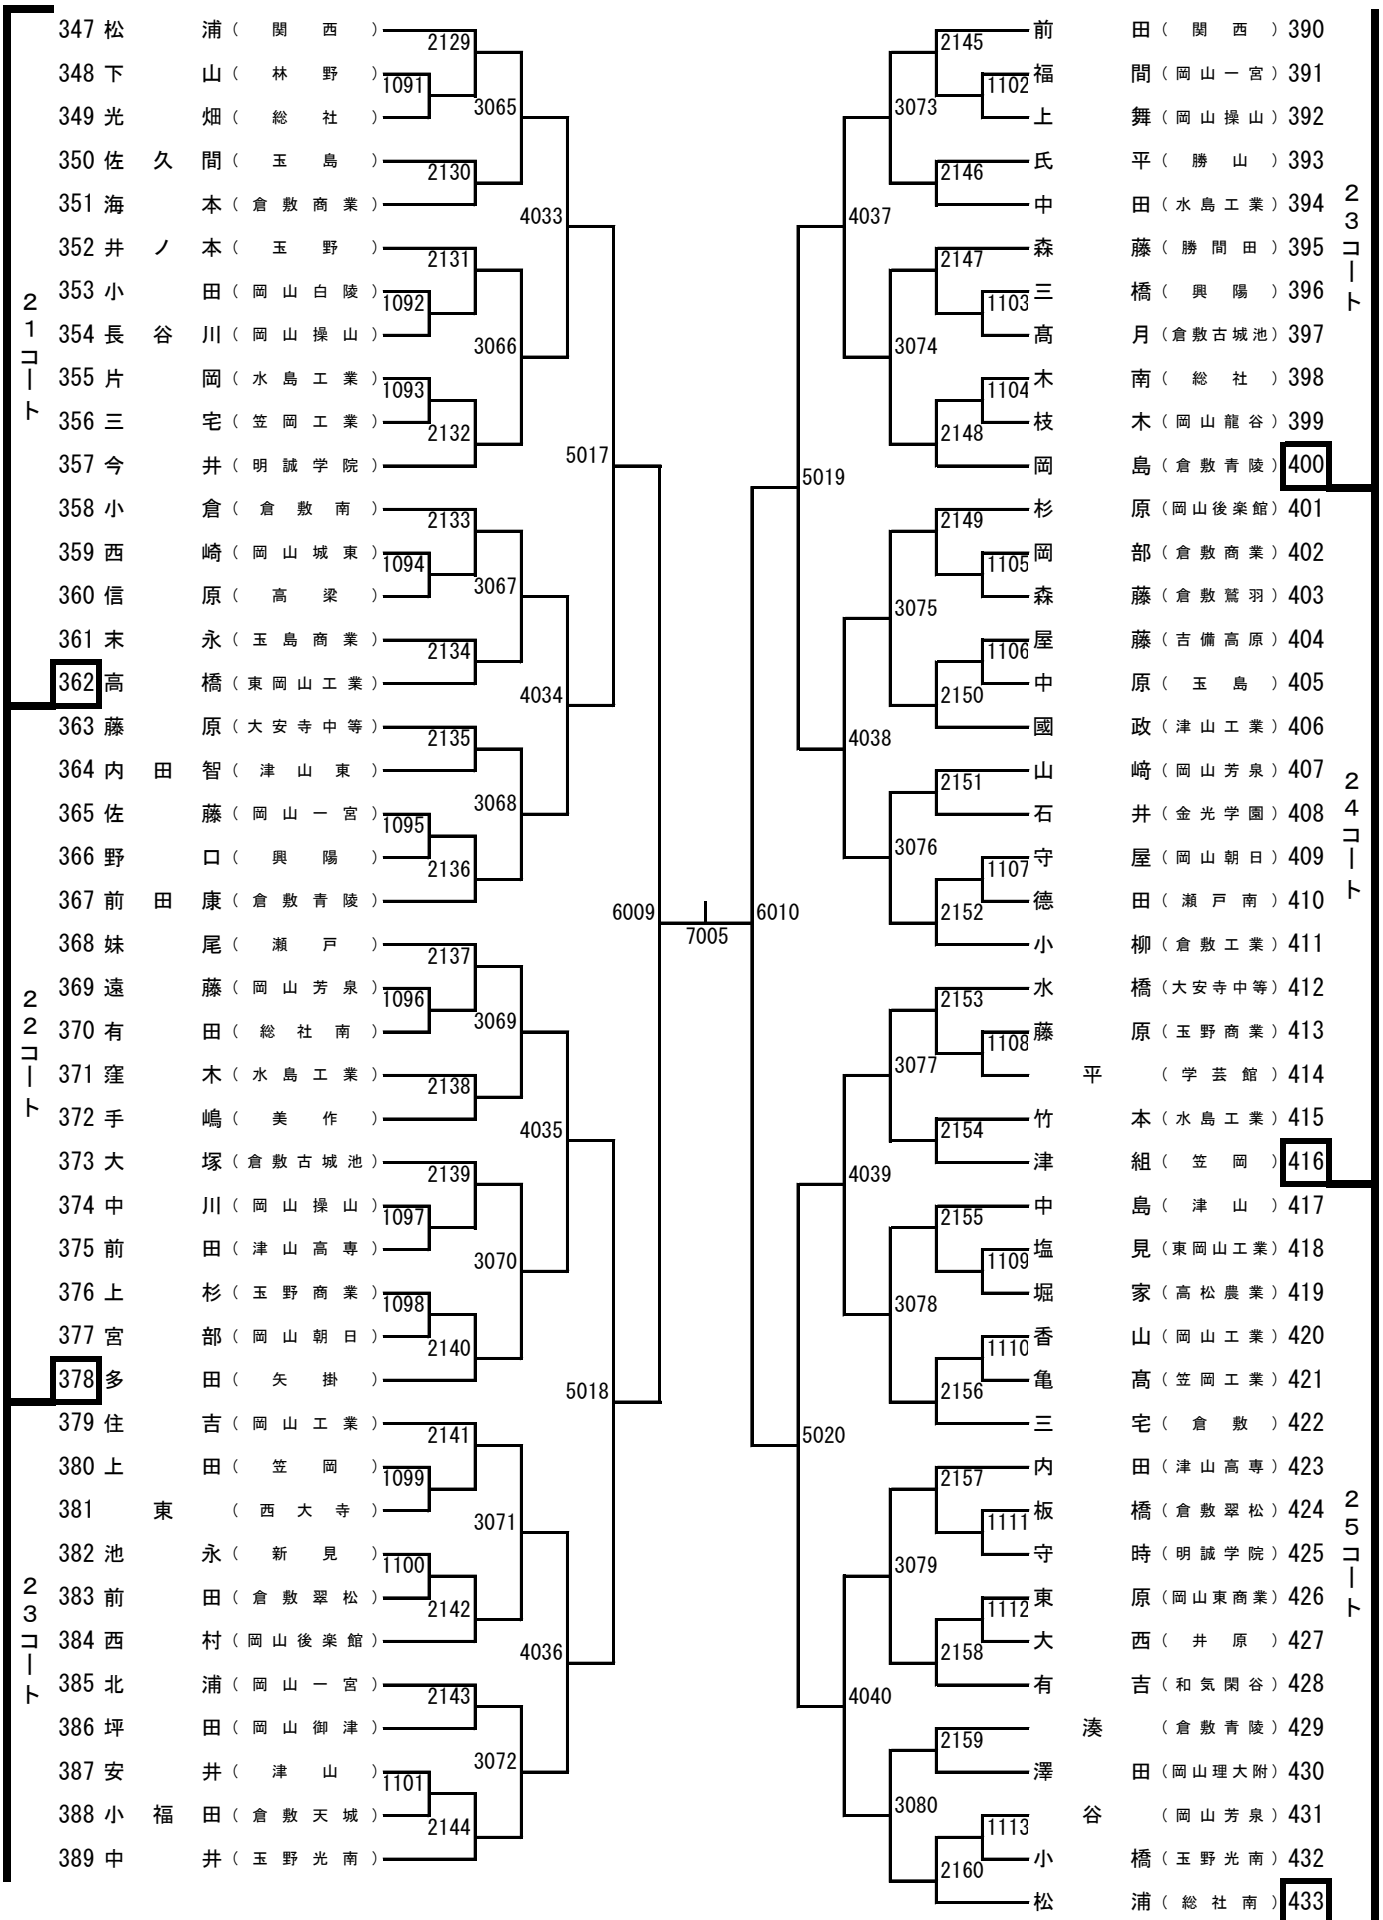 347 松浦（関西）
348 下山（林野）
349 光畑（総社）
350 佐久間（玉島）
351 海本（倉敷商業）
352 井ノ本（玉野）
353 小田（岡山白陵）
354 長谷川（岡山操山）
355 片岡（水島工業）
356 三宅（笠岡工業）
357 今井（明誠学院）
358 小倉（倉敷南）
359 西崎（岡山城東）
360 信原（高梁）
361 末永（玉島商業）
362 高橋（東岡山工業）
363 藤原（大安寺中等）
364 内田智（津山東）
365 佐藤（岡山一宮）
366 野口（興陽）
367 前田康（倉敷青陵）
368 妹尾（瀬戸）
369 遠藤（岡山芳泉）
370 有田（総社南）
371 窪木（水島工業）
372 手嶋（美作）
373 大塚（倉敷古城池）
374 中川（岡山操山）
375 前田（津山高専）
376 上杉（玉野商業）
377 宮部（岡山朝日）
378 多田（矢掛）
379 住吉（岡山工業）
380 上田（笠岡）
381 東（西大寺）
382 池永（新見）
383 前田（倉敷翠松）
384 西村（岡山後楽館）
385 北浦（岡山一宮）
386 坪田（岡山御津）
387 安井（津山）
388 小福田（倉敷天城）
389 中井（玉野光南）
21コート
22コート
23コート
1091
1092
1093
1094
1095
1096
1097
1098
1099
1100
1101
2129
2130
2131
2132
2133
2134
2135
2136
2137
2138
2139
2140
2141
2142
2143
2144
3065
3066
3067
3068
3069
3070
3071
3072
4033
4034
4035
4036
5017
5018
6009
7005
6010
5019
5020
4037
4038
4039
4040
3073
3074
3075
3076
3077
3078
3079
3080
2145
2146
2147
2148
2149
2150
2151
2152
2153
2154
2155
2156
2157
2158
2159
2160
1102
1103
1104
1105
1106
1107
1108
1109
1110
1111
1112
1113
前田（関西）390
福間（岡山一宮）391
上舞（岡山操山）392
氏平（勝山）393
中田（水島工業）394
森藤（勝間田）395
三橋（興陽）396
髙月（倉敷古城池）397
木南（総社）398
枝木（岡山龍谷）399
岡島（倉敷青陵）400
杉原（岡山後楽館）401
岡部（倉敷商業）402
森藤（倉敷鷲羽）403
屋藤（吉備高原）404
中原（玉島）405
國政（津山工業）406
山﨑（岡山芳泉）407
石井（金光学園）408
守屋（岡山朝日）409
德田（瀬戸南）410
小柳（倉敷工業）411
水橋（大安寺中等）412
藤原（玉野商業）413
平（学芸館）414
竹本（水島工業）415
津組（笠岡）416
中島（津山）417
塩見（東岡山工業）418
堀家（高松農業）419
香山（岡山工業）420
亀髙（笠岡工業）421
三宅（倉敷）422
内田（津山高専）423
板橋（倉敷翠松）424
守時（明誠学院）425
東原（岡山東商業）426
大西（井原）427
有吉（和気閑谷）428
湊（倉敷青陵）429
澤田（岡山理大附）430
谷（岡山芳泉）431
小橋（玉野光南）432
松浦（総社南）433
23コート
24コート
25コート